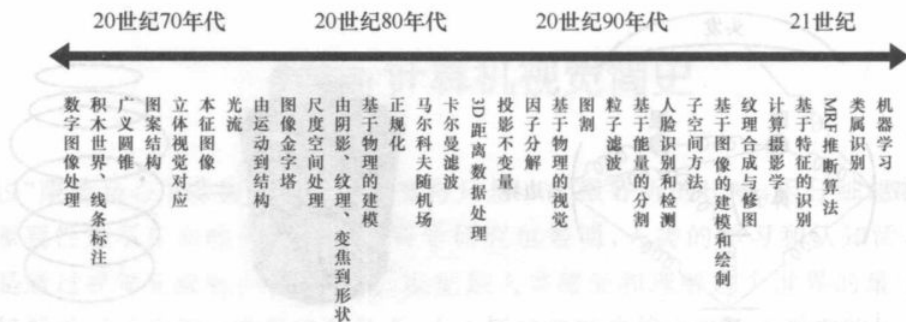 20世纪70年代
20世纪80年代
20世纪90年代
21世纪
数字图像处理
积木世界、线条标注
广义圆锥
图案结构
立体视觉对应
本征图像
光流
由运动到结构
图像金字塔
尺度空间处理
由阴影、纹理、变焦到形状
基于物理的建模
正规化
马尔科夫随机场
卡尔曼滤波
3D距离数据处理
投影不变量
因子分解
基于物理的视觉
图割
粒子滤波
基于能量的分割
人脸识别和检测
子空间方法
基于图像的建模和绘制
纹理合成与修图
计算摄影学
基于特征的识别
MRF推断算法
类属识别
机器学习